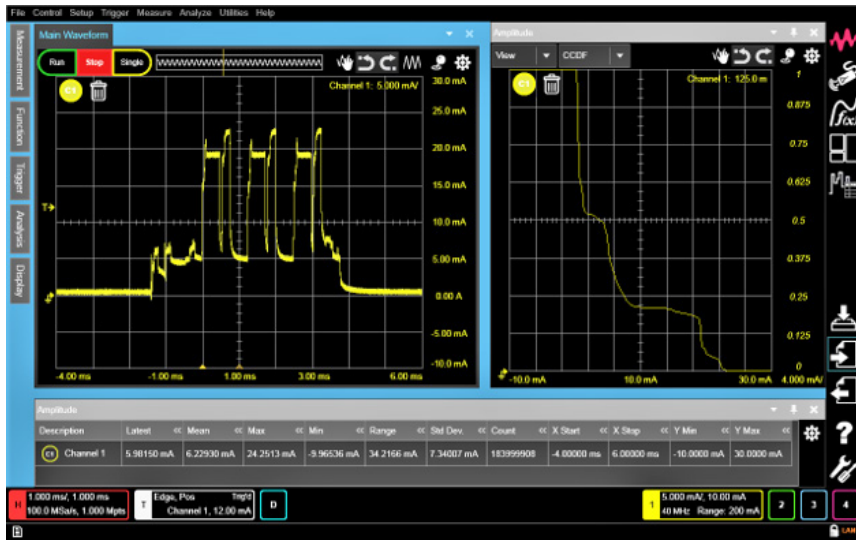 File Control Setup Trigger Measure Analyze Utilities Help
Measurement
Function
Trigger
Analysis
Display
Main Waveform
Run Stop Single
C1
Channel 1: 5.000 mA/
30.0 mA
25.0 mA
20.0 mA
15.0 mA
10.0 mA
5.00 mA
0.00 A
-5.00 mA
-10.0 mA
T
-4.00 ms -1.00 ms 1.00 ms 3.00 ms 6.00 ms
Amplitude
View CCDF
C1
Channel 1: 125.0 m
1
0.875
0.75
0.625
0.5
0.375
0.25
0.125
0
-10.0 mA 10.0 mA 30.0 mA 4.000 mA/
f(x)
Amplitude
Description Latest Mean Max Min Range Std Dev. Count X Start X Stop Y Min Y Max
C1 Channel 1 5.98150 mA 6.22930 mA 24.2513 mA -9.96536 mA 34.2166 mA 7.34007 mA 183999908 -4.00000 ms 6.00000 ms -10.0000 mA 30.0000 mA
?
H
1.000 ms/, 1.000 ms
100.0 MSa/s, 1.000 Mpts
T
Edge, Pos Trig'd
Channel 1, 12.00 mA
D
1
5.000 mA/, 10.00 mA
40 MHz Range: 200 mA
2
3
4
LAN